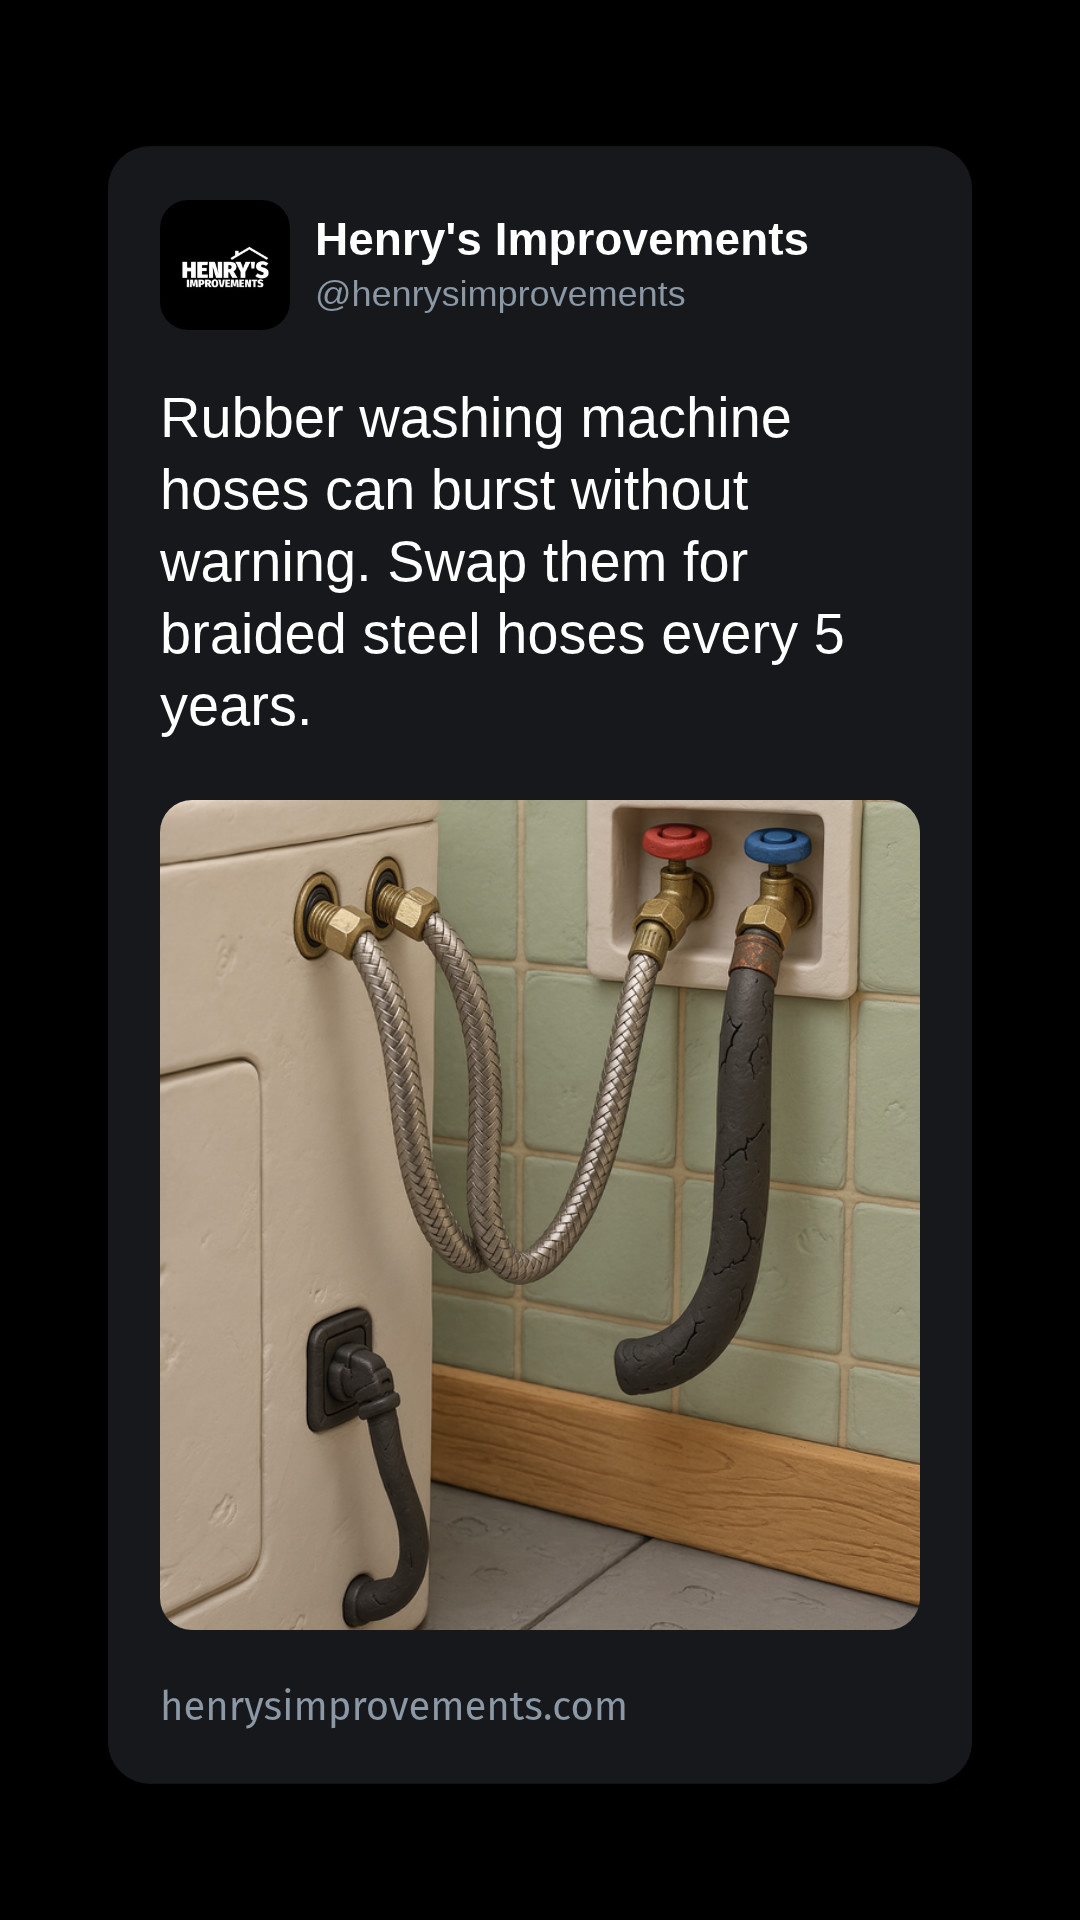 HENRY'S
IMPROVEMENTS
Henry's Improvements
@henrysimprovements
Rubber washing machine
hoses can burst without
warning. Swap them for
braided steel hoses every 5
years.
henrysimprovements.com